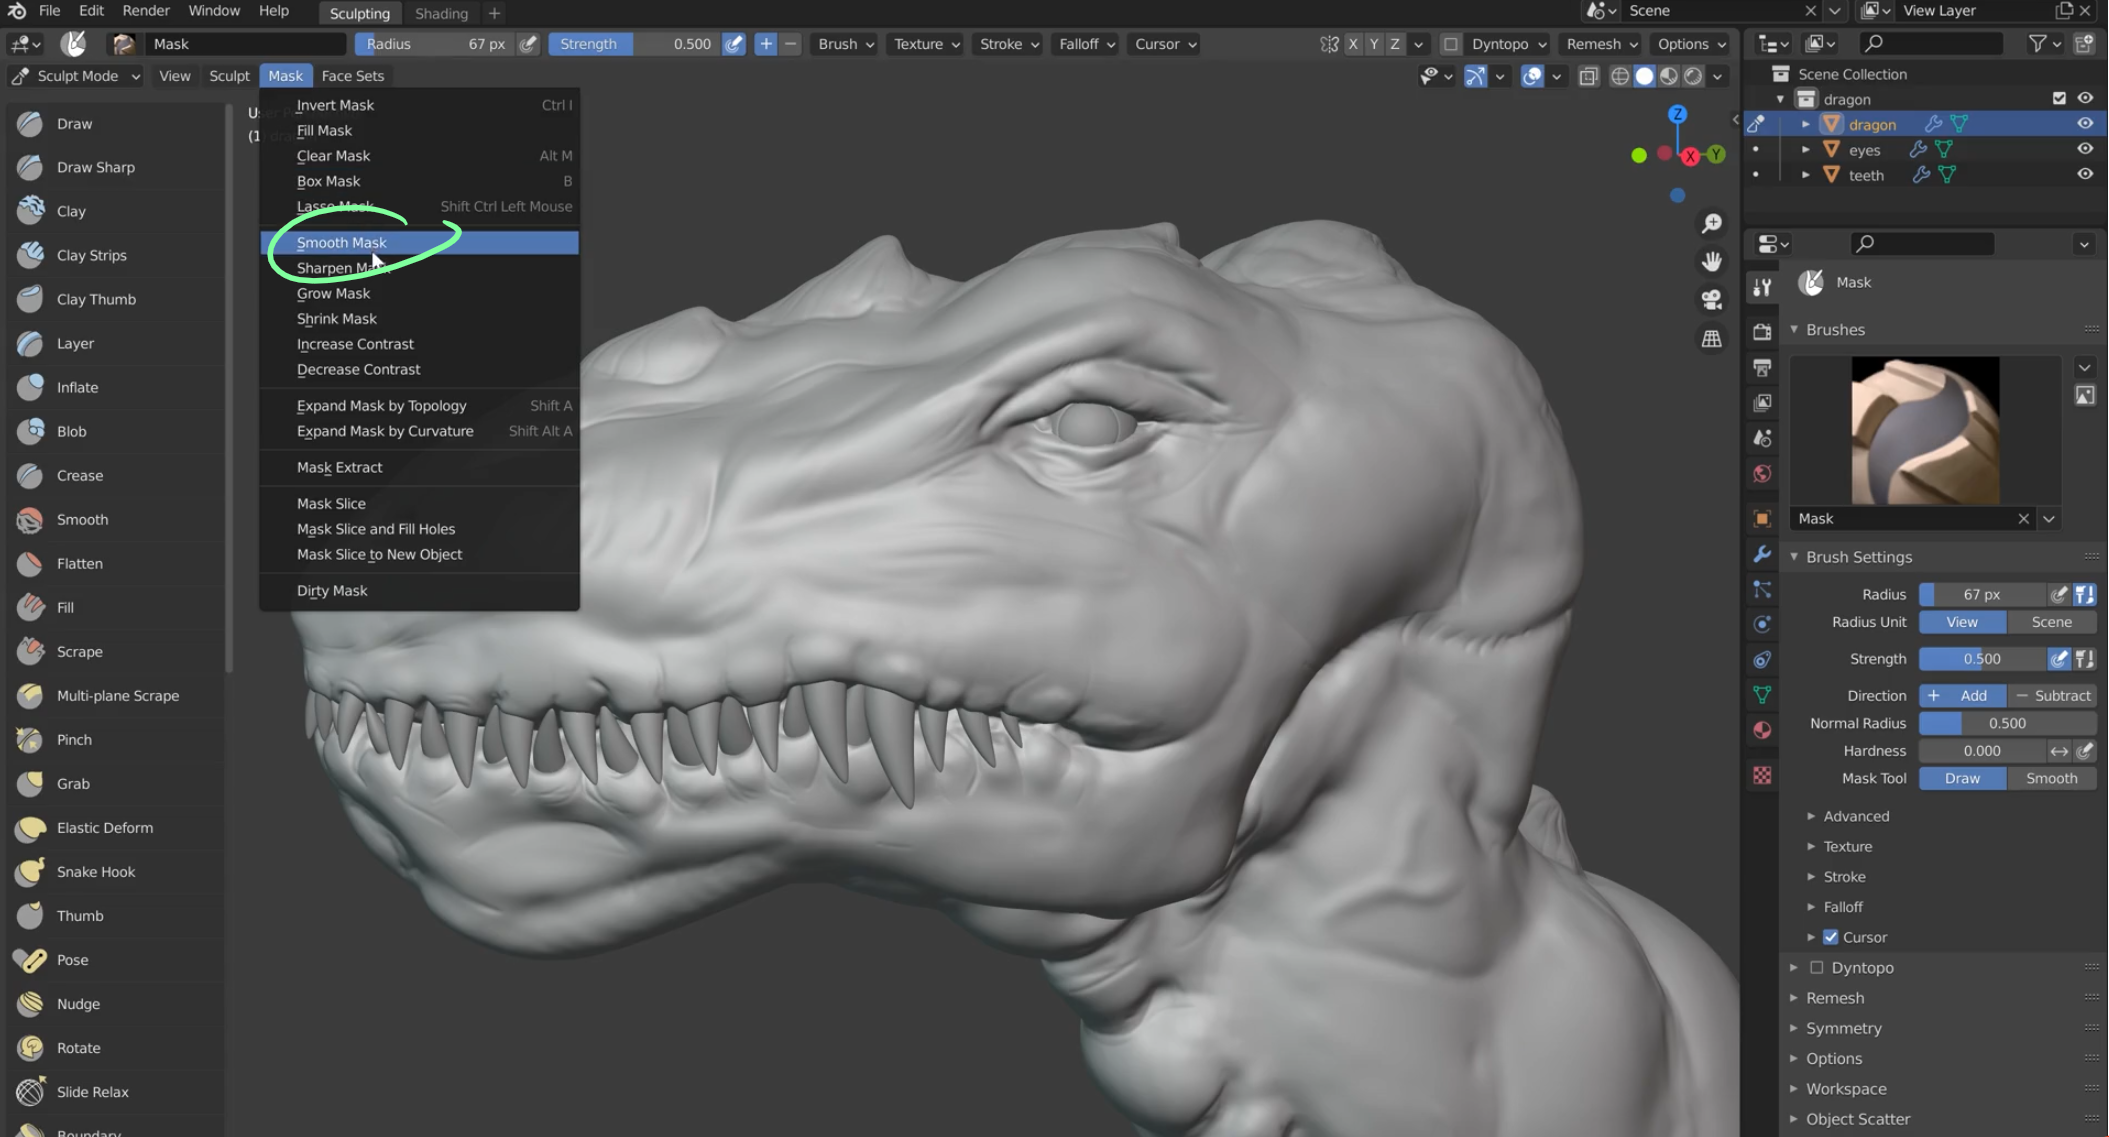 File Edit Render Window Help Sculpting Shading + Scene View Layer
Mask Radius 67 px Strength 0.500 + − Brush Texture Stroke Falloff Cursor X Y Z Dyntopo Remesh Options
Sculpt Mode View Sculpt Mask Face Sets
Invert Mask Ctrl I
Fill Mask
Clear Mask Alt M
Box Mask B
Lasso Mask Shift Ctrl Left Mouse
Smooth Mask
Sharpen Mask
Grow Mask
Shrink Mask
Increase Contrast
Decrease Contrast
Expand Mask by Topology Shift A
Expand Mask by Curvature Shift Alt A
Mask Extract
Mask Slice
Mask Slice and Fill Holes
Mask Slice to New Object
Dirty Mask
Draw
Draw Sharp
Clay
Clay Strips
Clay Thumb
Layer
Inflate
Blob
Crease
Smooth
Flatten
Fill
Scrape
Multi-plane Scrape
Pinch
Grab
Elastic Deform
Snake Hook
Thumb
Pose
Nudge
Rotate
Slide Relax
Boundary
(1
Z
X Y
Scene Collection
dragon
dragon
eyes
teeth
Mask
Brushes
Mask
Brush Settings
Radius 67 px
Radius Unit View Scene
Strength 0.500
Direction + Add − Subtract
Normal Radius 0.500
Hardness 0.000
Mask Tool Draw Smooth
Advanced
Texture
Stroke
Falloff
Cursor
Dyntopo
Remesh
Symmetry
Options
Workspace
Object Scatter